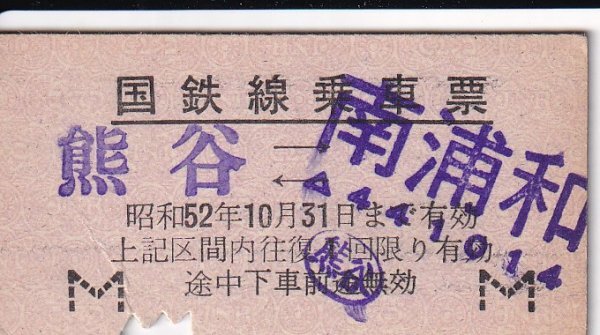 国鉄線乗車票
熊谷 ⇄ 南浦和
昭和52年10月31日まで有効
上記区間内往復1回限り有効
途中下車前途無効
M M